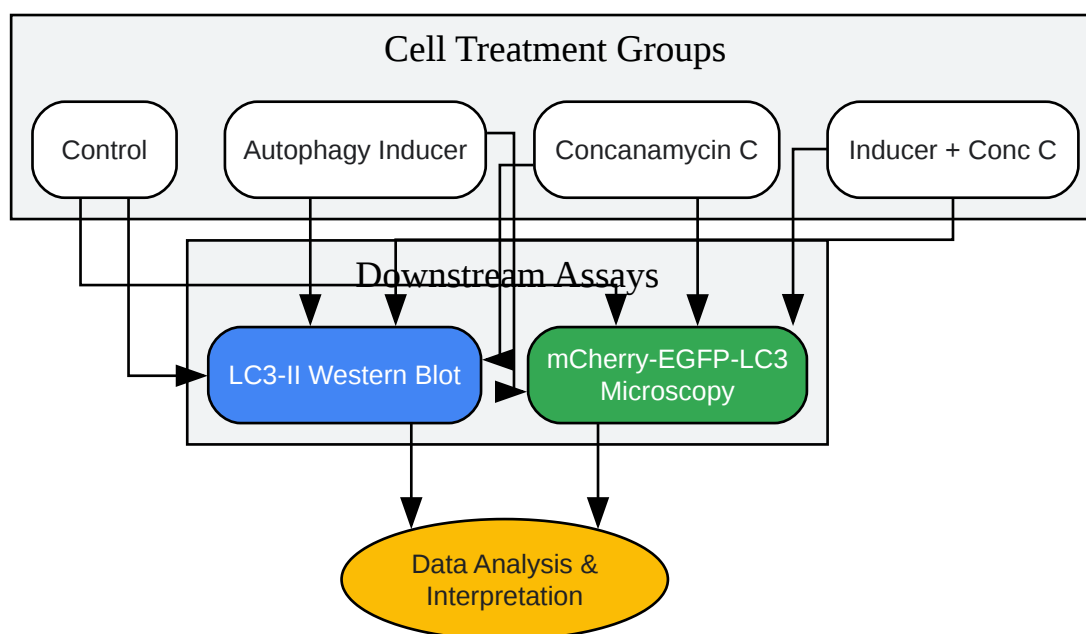 Cell Treatment Groups
Control
Autophagy Inducer
Concanamycin C
Inducer + Conc C
Downstream Assays
LC3-II Western Blot
mCherry-EGFP-LC3
Microscopy
Data Analysis &
Interpretation